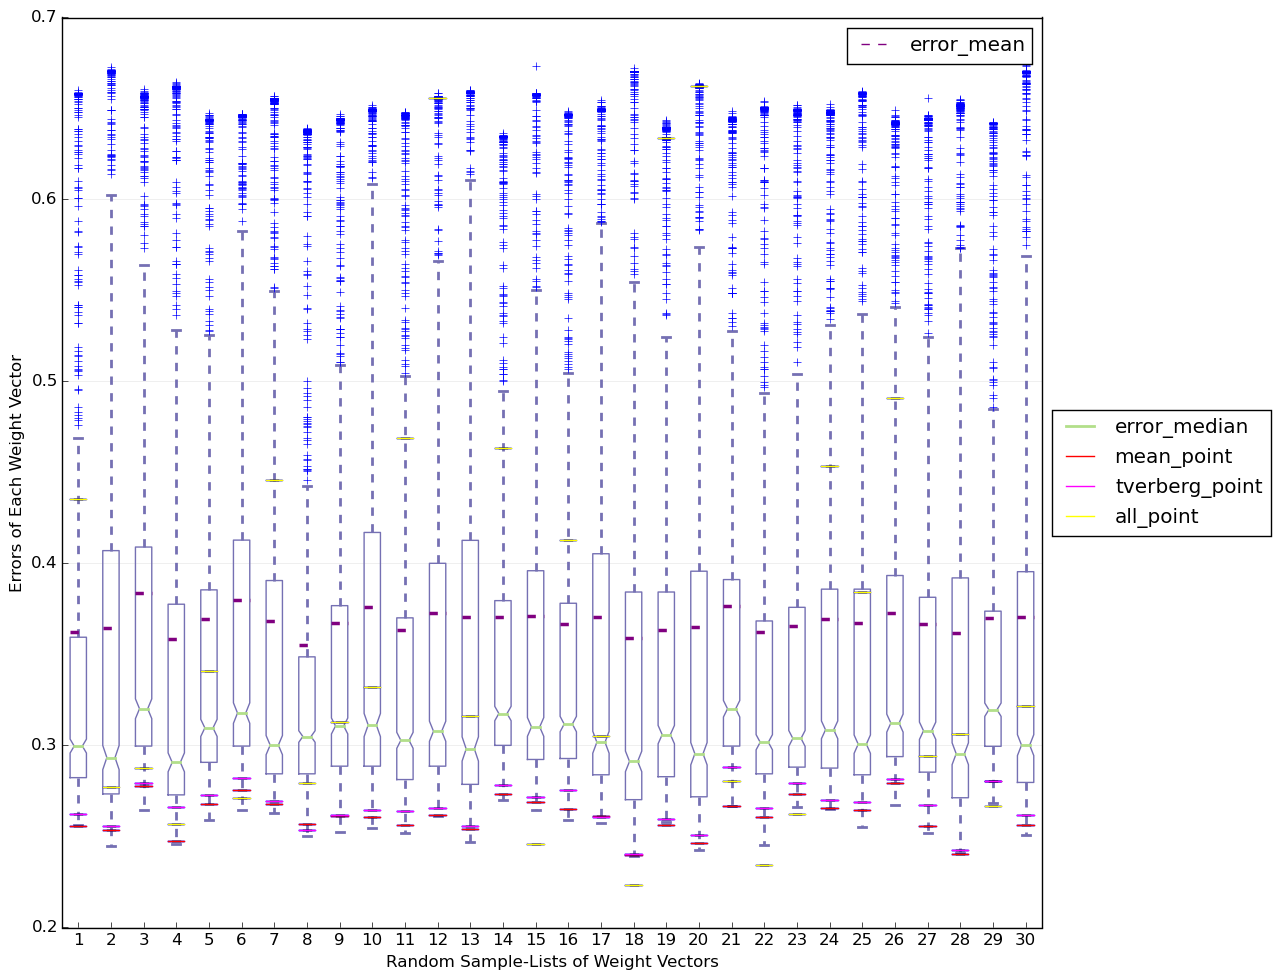 0.7
0.6
0.5
0.4
0.3
0.2
Errors of Each Weight Vector
error_mean
error_median
mean_point
tverberg_point
all_point
1 2 3 4 5 6 7 8 9 10 11 12 13 14 15 16 17 18 19 20 21 22 23 24 25 26 27 28 29 30
Random Sample-Lists of Weight Vectors